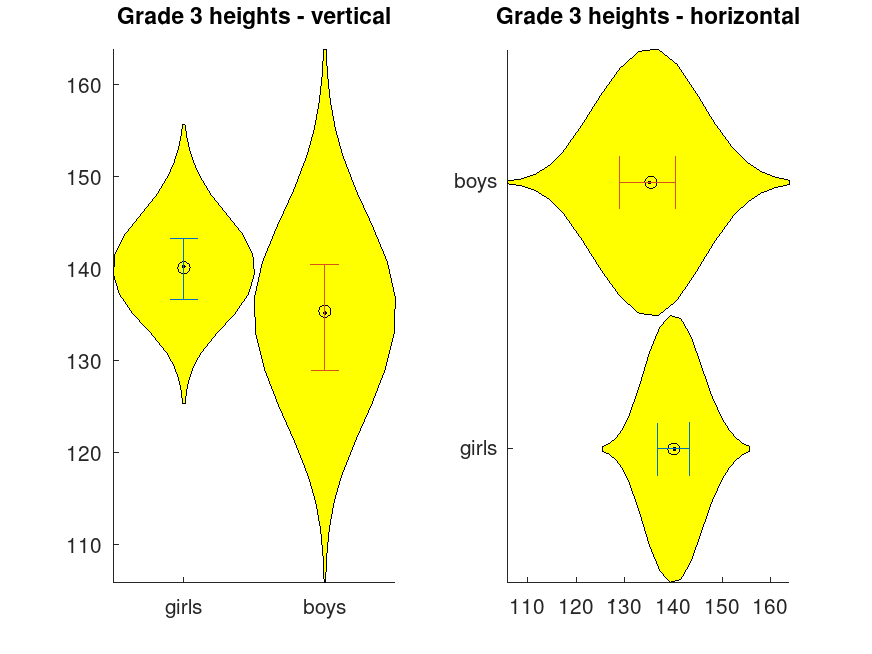 Grade 3 heights - vertical
160
150
140
130
120
110
girls boys
Grade 3 heights - horizontal
boys
girls
110 120 130 140 150 160